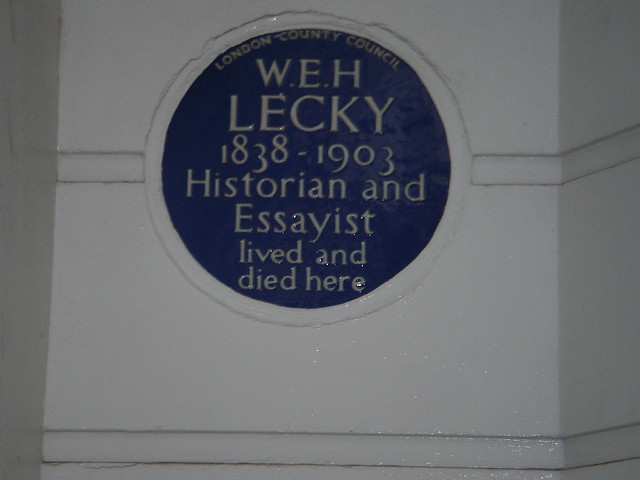 LONDON COUNTY COUNCIL
W.E.H
LECKY
1838-1903
Historian and
Essayist
lived and
died here